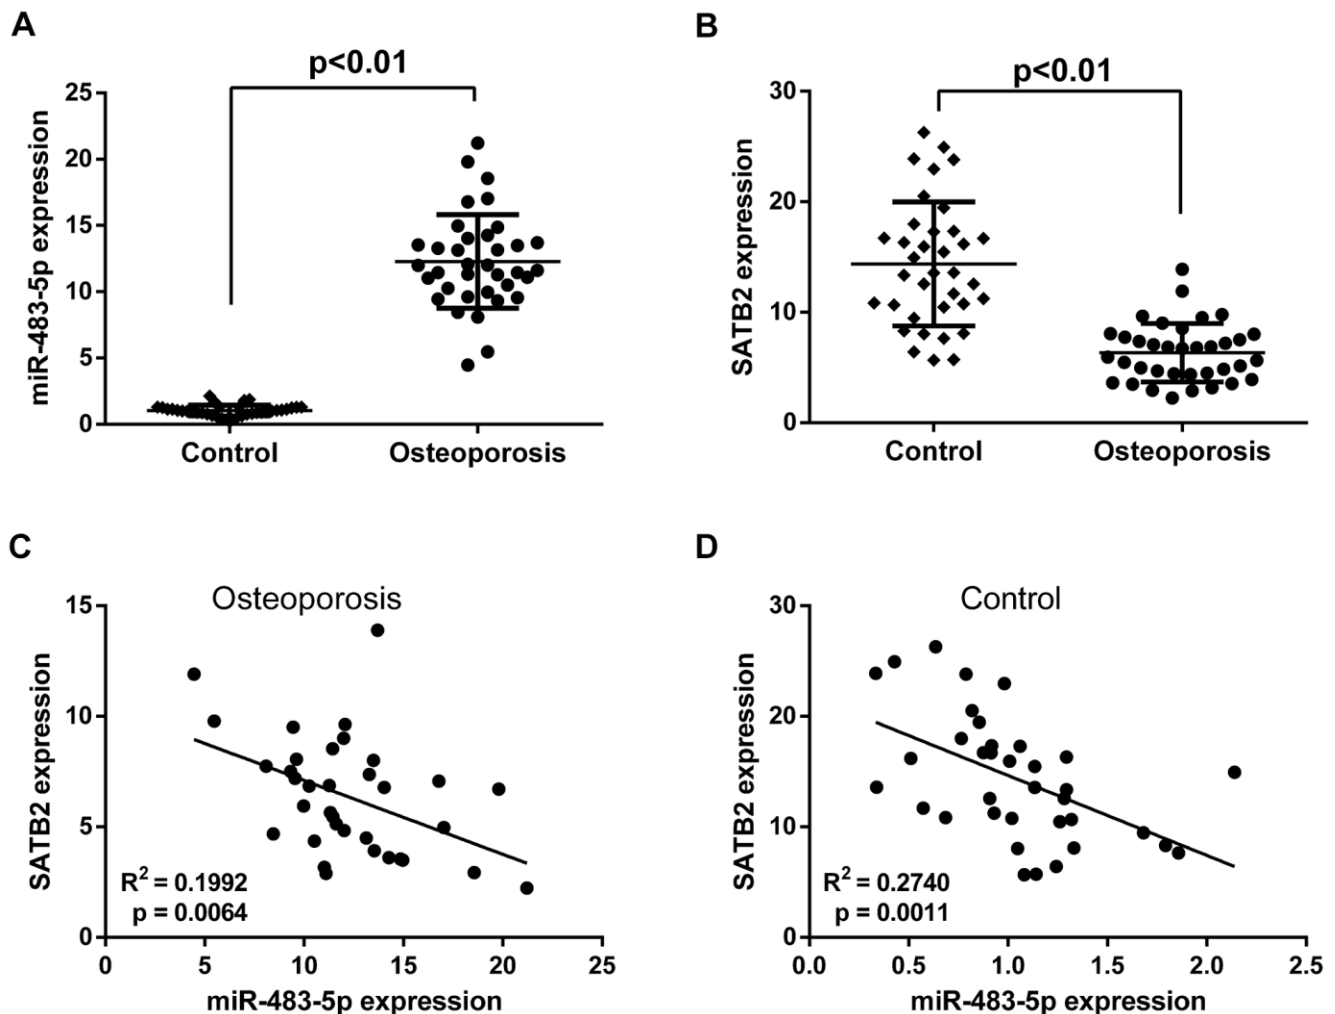 A
p<0.01
miR-483-5p expression
25
20
15
10
5
0
Control
Osteoporosis
B
p<0.01
SATB2 expression
30
20
10
0
Control
Osteoporosis
C
Osteoporosis
SATB2 expression
15
10
5
0
R² = 0.1992
p = 0.0064
0
5
10
15
20
25
miR-483-5p expression
D
Control
SATB2 expression
30
20
10
0
R² = 0.2740
p = 0.0011
0.0
0.5
1.0
1.5
2.0
2.5
miR-483-5p expression